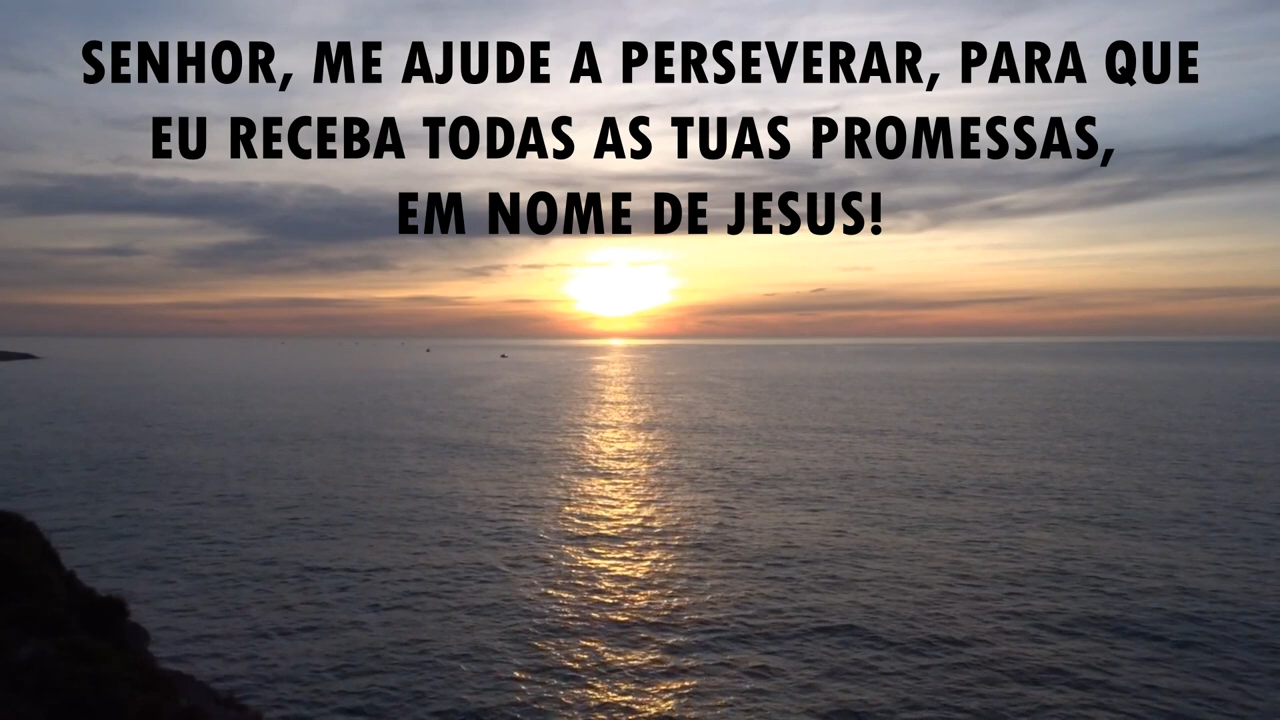 SENHOR, ME AJUDE A PERSEVERAR, PARA QUE
EU RECEBA TODAS AS TUAS PROMESSAS,
EM NOME DE JESUS!